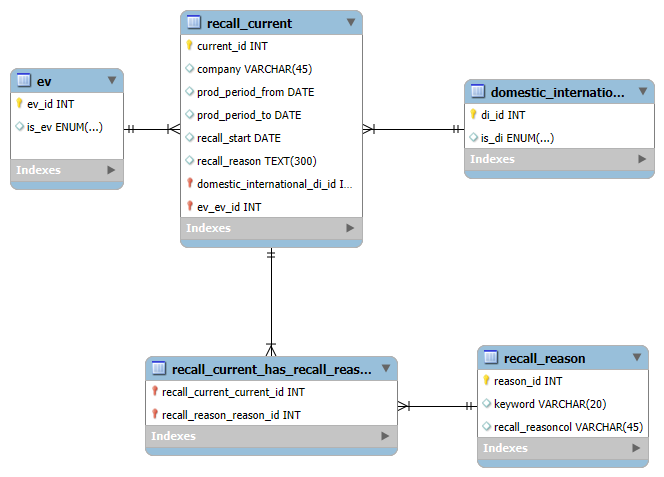 recall_current
current_id INT
company VARCHAR(45)
prod_period_from DATE
prod_period_to DATE
recall_start DATE
recall_reason TEXT(300)
domestic_international_di_id I...
ev_ev_id INT
Indexes
ev
ev_id INT
is_ev ENUM(...)
Indexes
domestic_internatio...
di_id INT
is_di ENUM(...)
Indexes
recall_current_has_recall_reas...
recall_current_current_id INT
recall_reason_reason_id INT
Indexes
recall_reason
reason_id INT
keyword VARCHAR(20)
recall_reasoncol VARCHAR(45)
Indexes